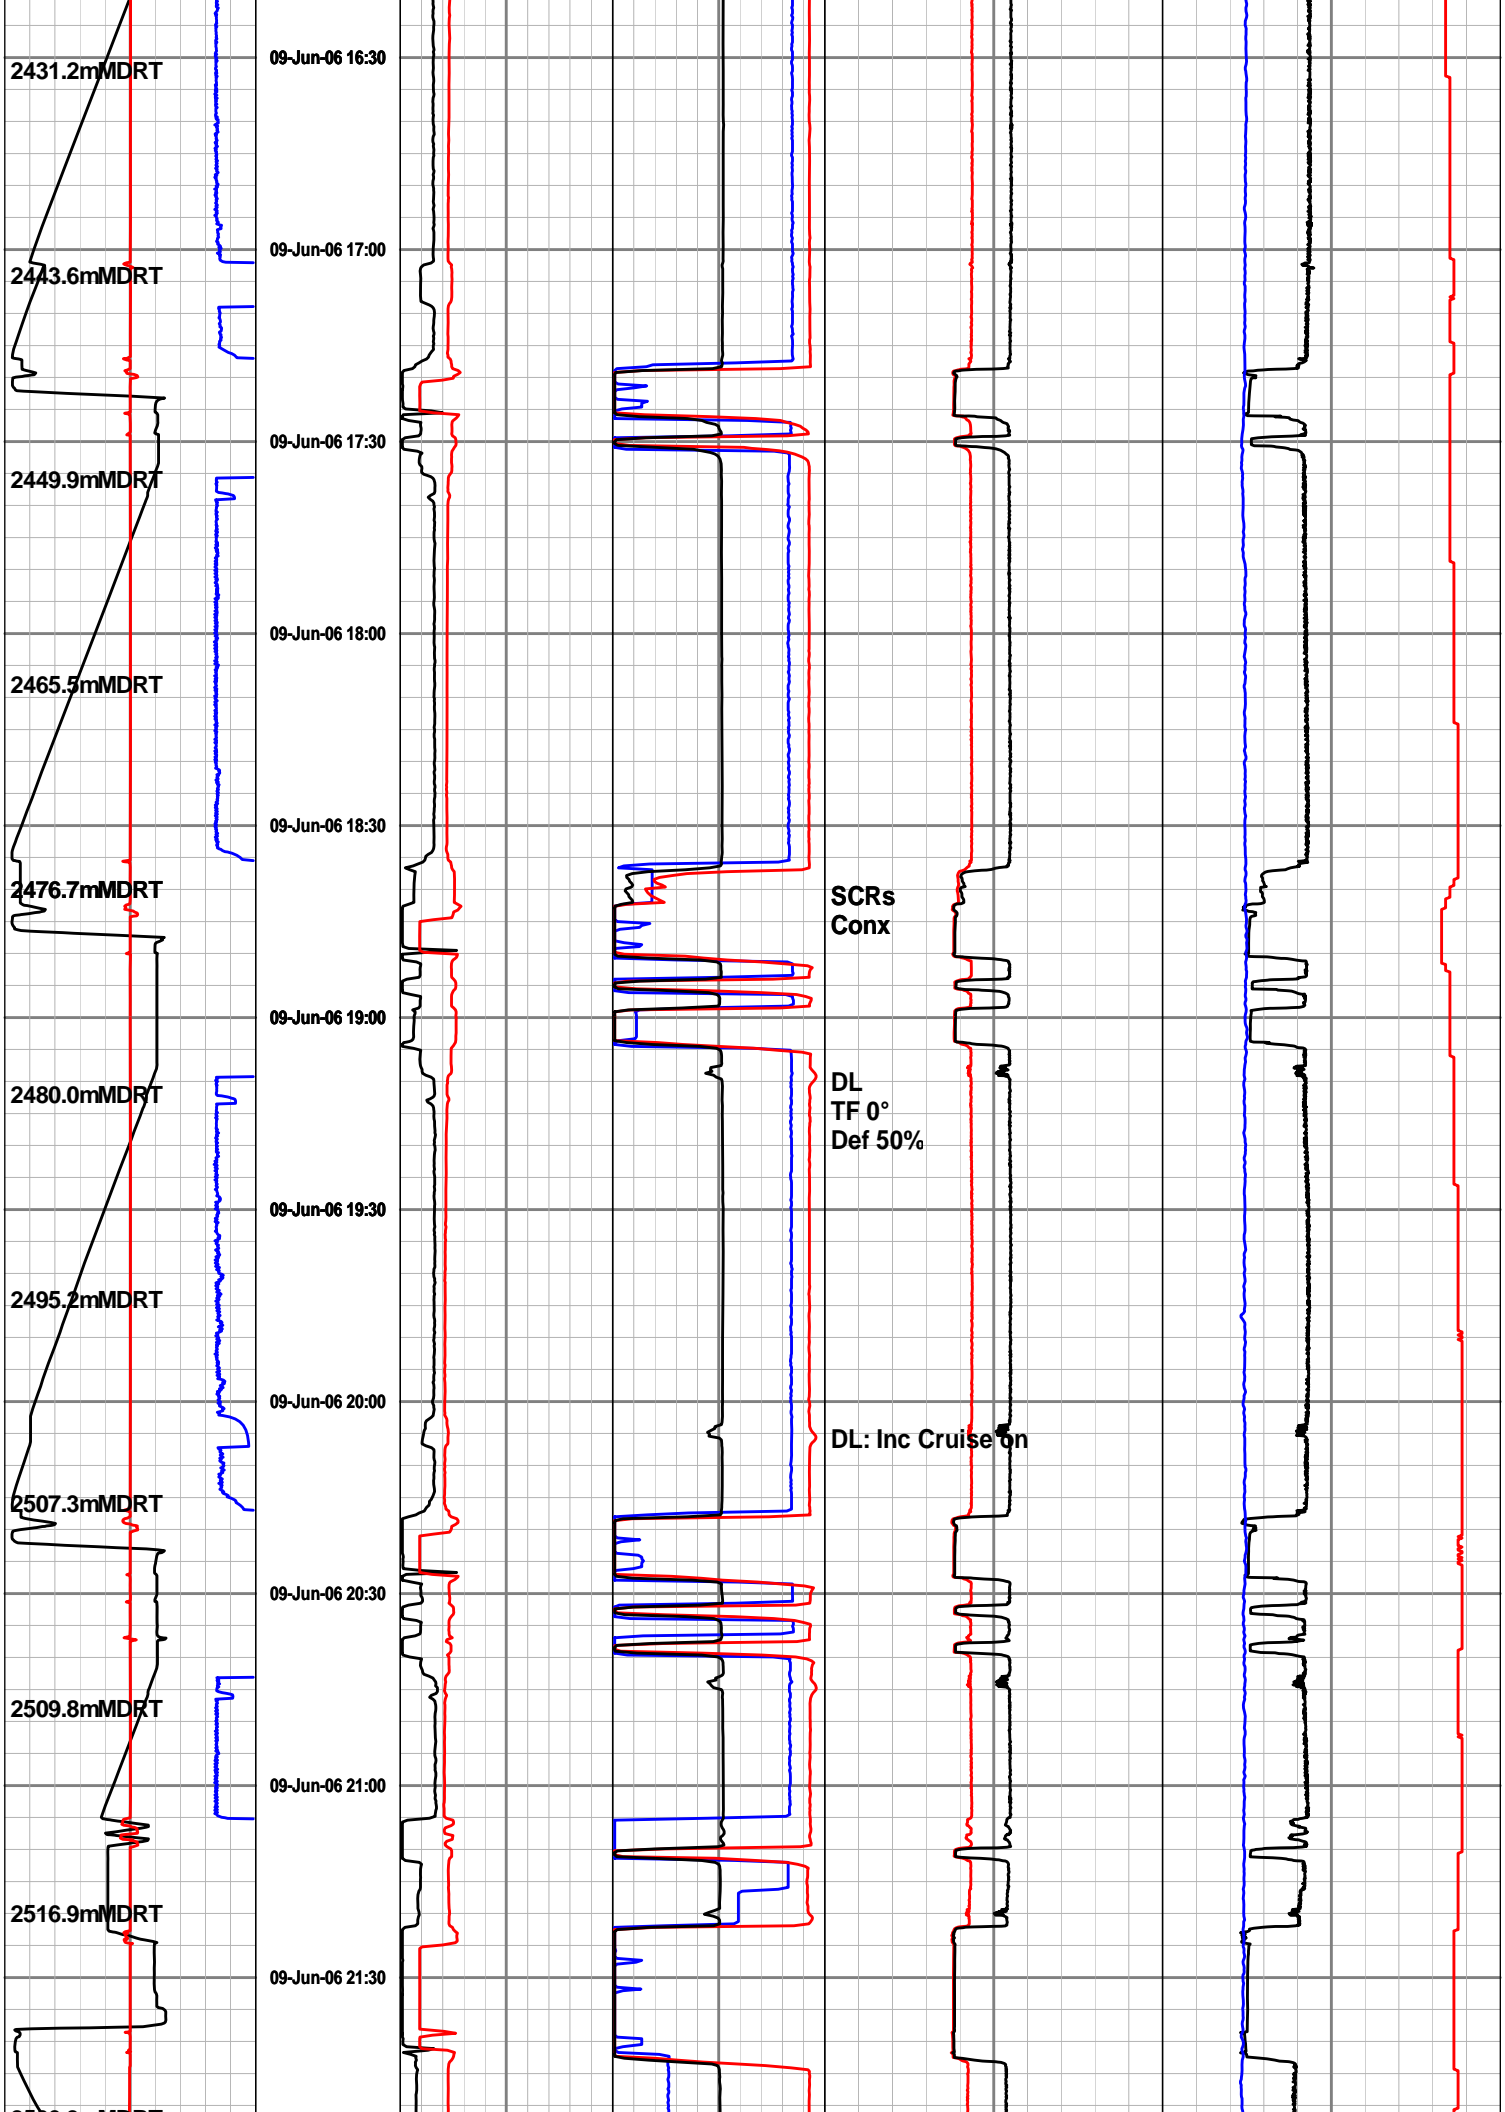 09-Jun-06 16:30
2431.2mMDRT
09-Jun-06 17:00
2443.6mMDRT
09-Jun-06 17:30
2449.9mMDRT
09-Jun-06 18:00
2465.5mMDRT
09-Jun-06 18:30
2476.7mMDRT
SCRs
Conx
09-Jun-06 19:00
DL
2480.0mMDRT
TF 0°
Def 50%
09-Jun-06 19:30
2495.2mMDRT
09-Jun-06 20:00
DL: Inc Cruise on
2507.3mMDRT
09-Jun-06 20:30
2509.8mMDRT
09-Jun-06 21:00
2516.9mMDRT
09-Jun-06 21:30